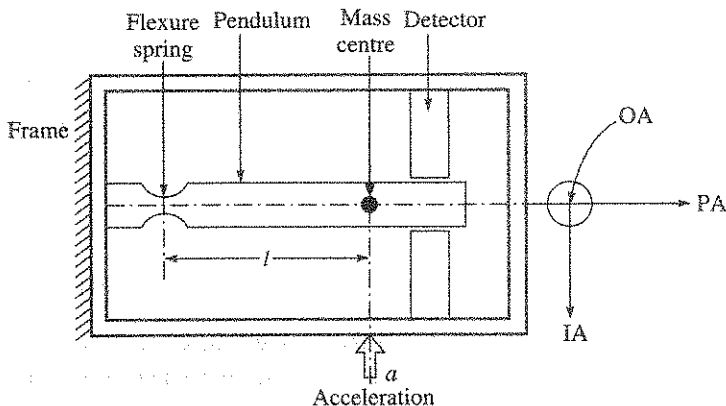 Flexure
spring
Pendulum
Mass
centre
Detector
Frame
OA
PA
l
IA
a
Acceleration